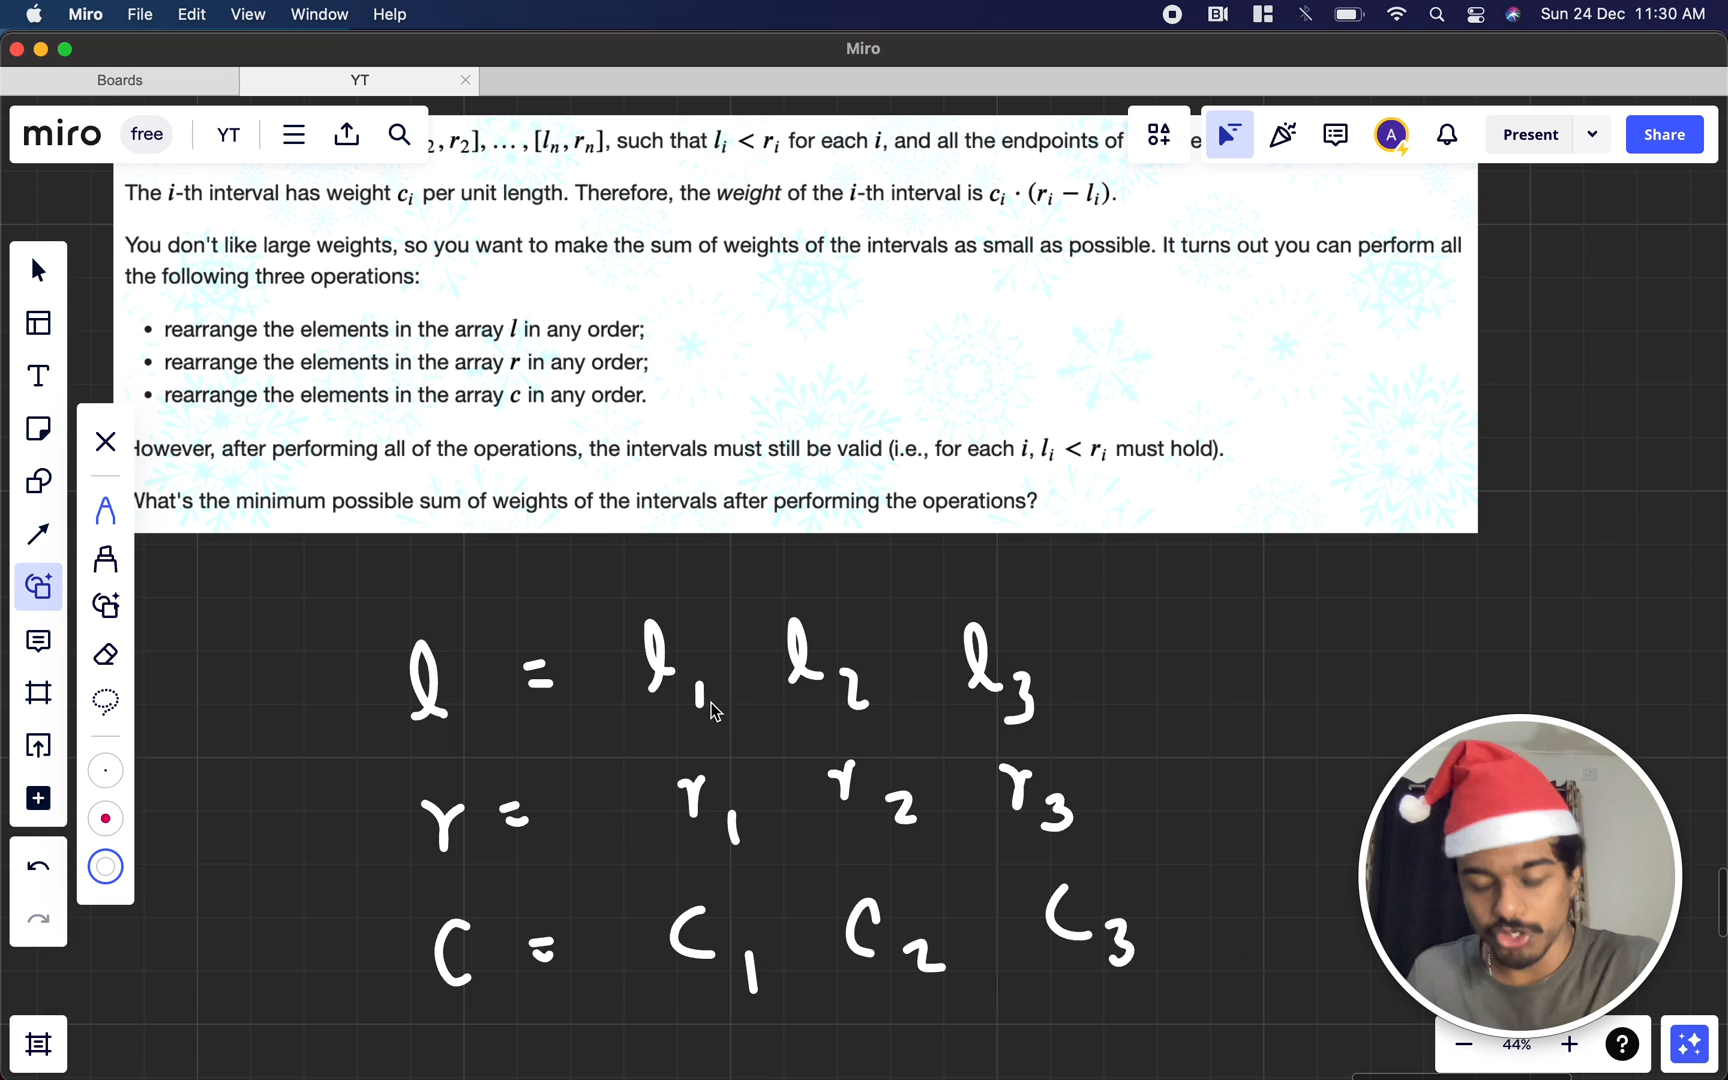 Miro File Edit View Window Help Sun 24 Dec 11:30 AM
Miro
Boards YT
miro free YT Present Share
A
2, r₂], …, [lₙ, rₙ], such that lᵢ < rᵢ for each i, and all the endpoints of
The i-th interval has weight cᵢ per unit length. Therefore, the weight of the i-th interval is cᵢ · (rᵢ − lᵢ).
You don't like large weights, so you want to make the sum of weights of the intervals as small as possible. It turns out you can perform all
the following three operations:
• rearrange the elements in the array l in any order;
• rearrange the elements in the array r in any order;
• rearrange the elements in the array c in any order.
However, after performing all of the operations, the intervals must still be valid (i.e., for each i, lᵢ < rᵢ must hold).
What's the minimum possible sum of weights of the intervals after performing the operations?
l = l₁ l₂ l₃
r = r₁ r₂ r₃
C = C₁ C₂ C₃
44%